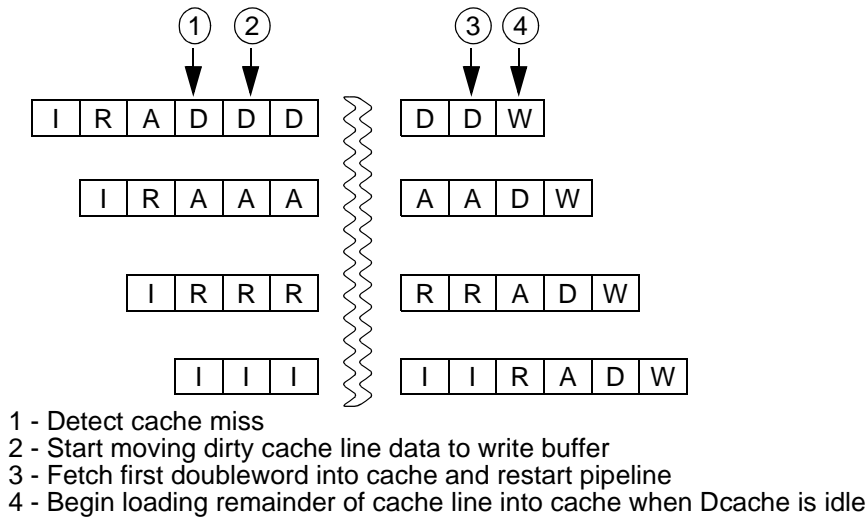 1 2 3 4
I R A D D D D D W
I R A A A A A D W
I R R R R R A D W
I I I I I R A D W
1 - Detect cache miss
2 - Start moving dirty cache line data to write buffer
3 - Fetch first doubleword into cache and restart pipeline
4 - Begin loading remainder of cache line into cache when Dcache is idle